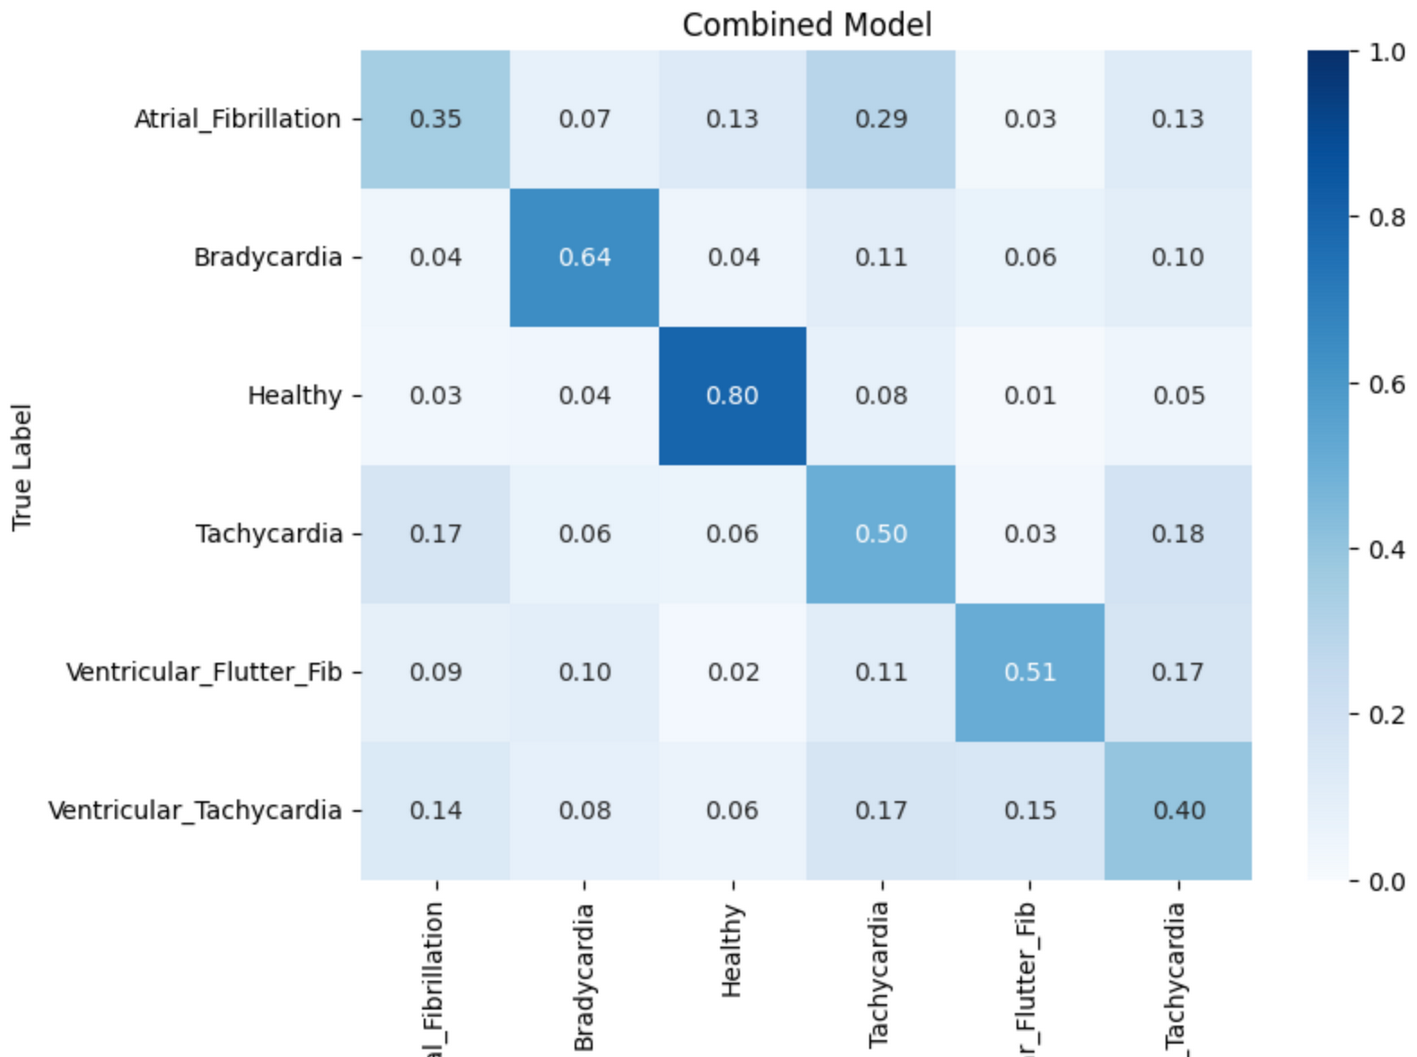 Combined Model
Atrial_Fibrillation 0.35 0.07 0.13 0.29 0.03 0.13
Bradycardia 0.04 0.64 0.04 0.11 0.06 0.10
Healthy 0.03 0.04 0.80 0.08 0.01 0.05
Tachycardia 0.17 0.06 0.06 0.50 0.03 0.18
Ventricular_Flutter_Fib 0.09 0.10 0.02 0.11 0.51 0.17
Ventricular_Tachycardia 0.14 0.08 0.06 0.17 0.15 0.40
True Label
al_Fibrillation
Bradycardia
Healthy
Tachycardia
ar_Flutter_Fib
_Tachycardia
1.0
0.8
0.6
0.4
0.2
0.0